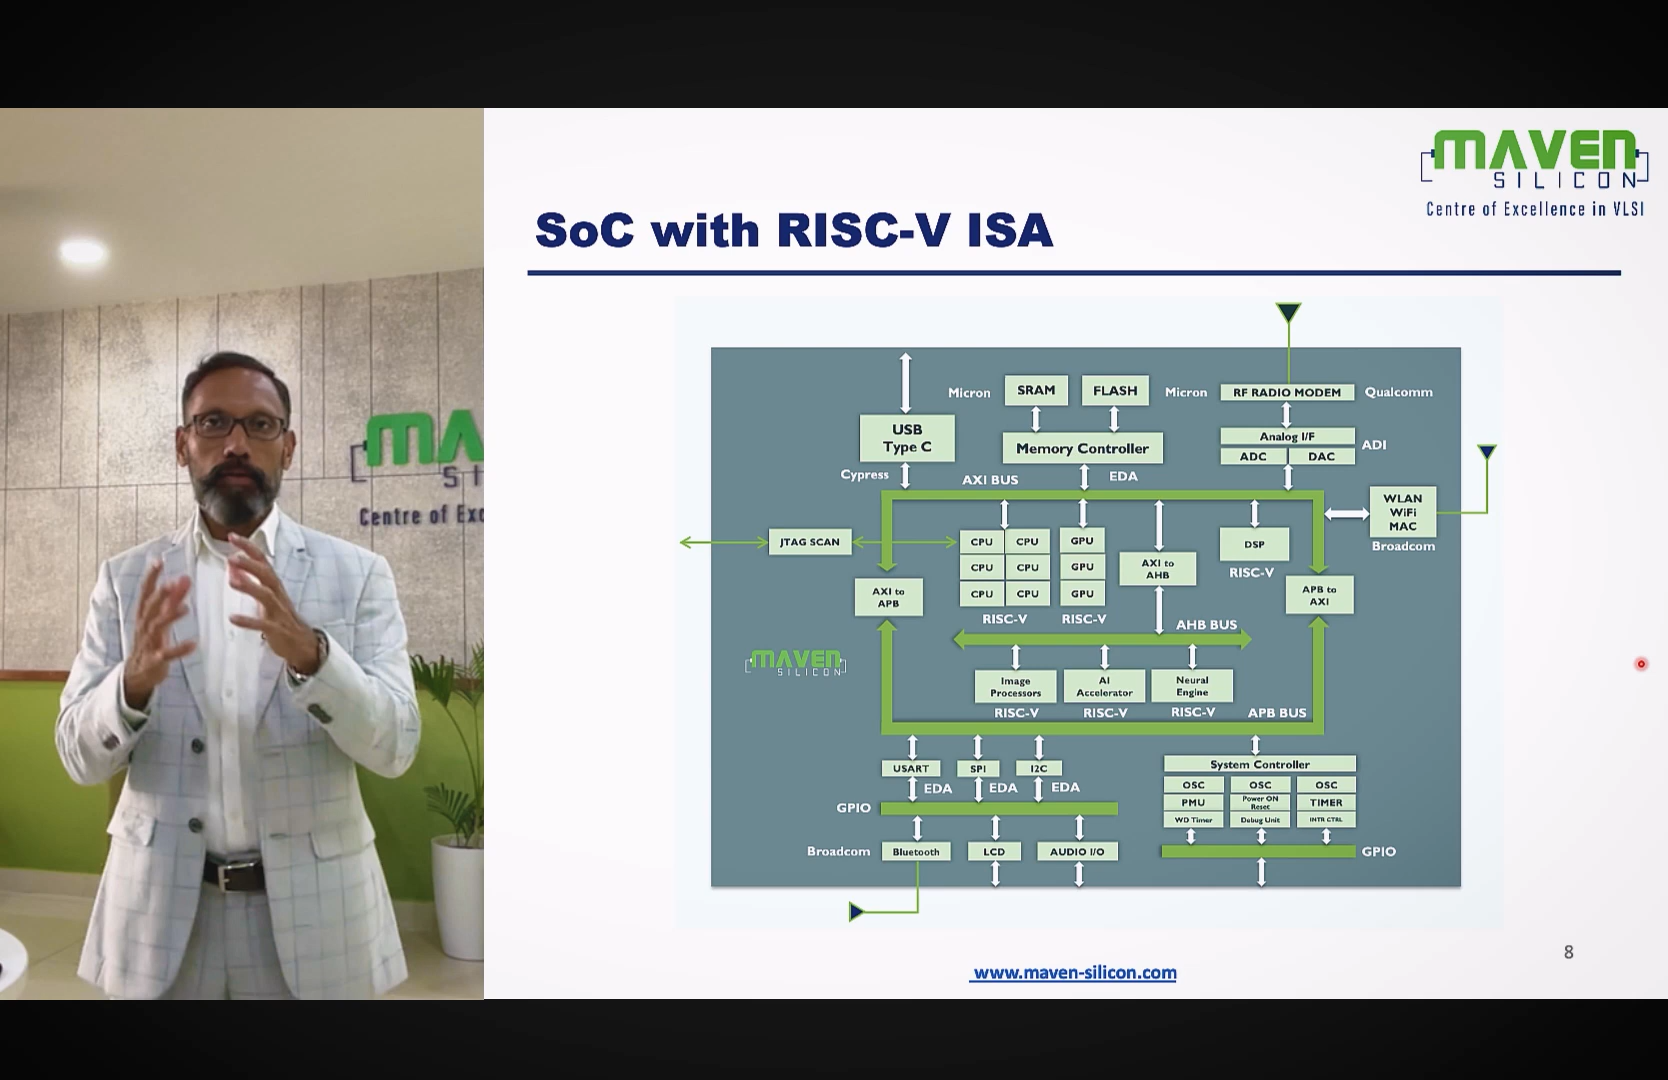 MAVEN
SILICON
Centre of Excellence in VLSI
SoC with RISC-V ISA
MA
SI
Centre of Exc
Micron
SRAM
FLASH
Micron
RF RADIO MODEM
Qualcomm
USB
Type C
Memory Controller
Analog I/F
ADC
DAC
ADI
Cypress
AXI BUS
EDA
WLAN
WiFi
MAC
Broadcom
JTAG SCAN
CPU
CPU
CPU
CPU
CPU
CPU
RISC-V
GPU
GPU
GPU
RISC-V
AXI to
AHB
DSP
RISC-V
AXI to
APB
APB to
AXI
AHB BUS
MAVEN
SILICON
Image
Processors
RISC-V
AI
Accelerator
RISC-V
Neural
Engine
RISC-V
APB BUS
USART
SPI
I2C
EDA
EDA
EDA
GPIO
Broadcom
Bluetooth
LCD
AUDIO I/O
System Controller
OSC
OSC
OSC
PMU
Power ON
Reset
TIMER
WD Timer
Debug Unit
INTR CTRL
GPIO
8
www.maven-silicon.com